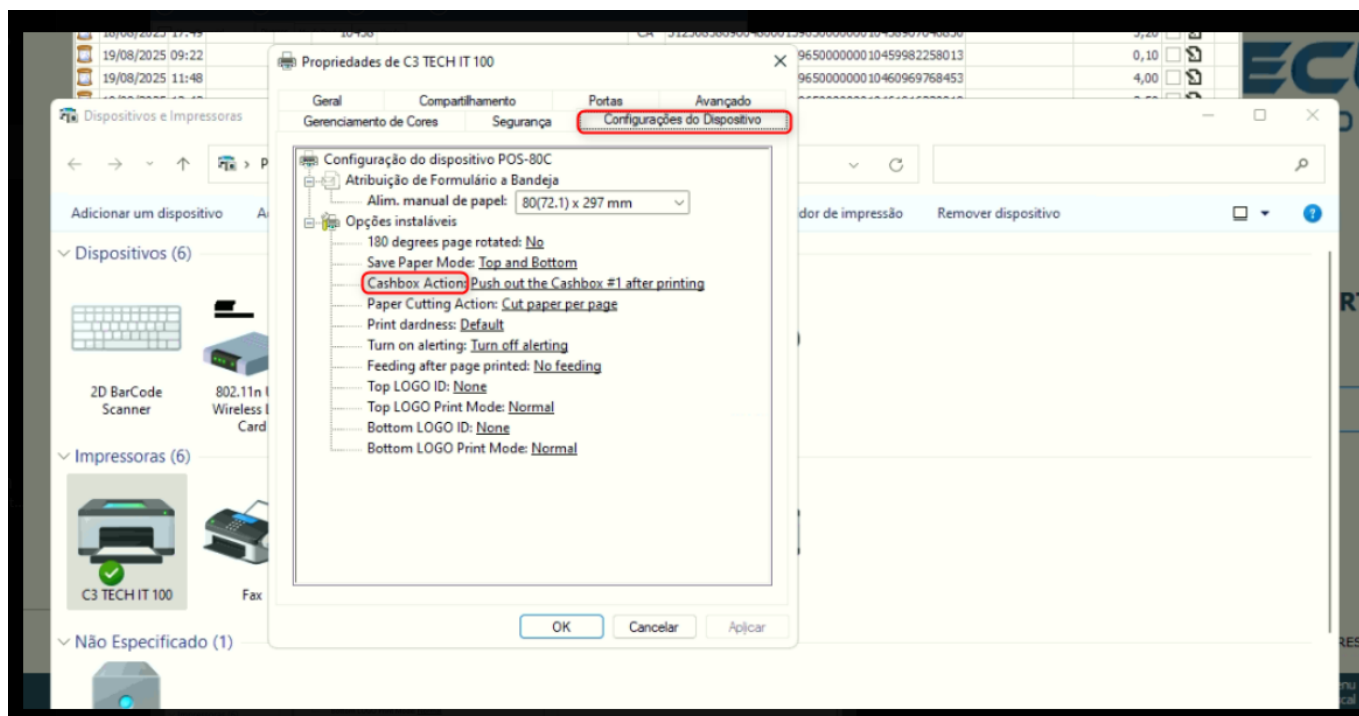 19/08/2025 09:22
19/08/2025 11:48
965000000010459982258013
0,10
965000000010460969768453
4,00
Dispositivos e Impressoras
Propriedades de C3 TECH IT 100
Geral Compartilhamento Portas Avançado
Gerenciamento de Cores Segurança Configurações do Dispositivo
Adicionar um dispositivo
dor de impressão Remover dispositivo
Configuração do dispositivo POS-80C
Atribuição de Formulário a Bandeja
Alim. manual de papel: 80(72.1) x 297 mm
Opções instaláveis
180 degrees page rotated: No
Save Paper Mode: Top and Bottom
Cashbox Action: Push out the Cashbox #1 after printing
Paper Cutting Action: Cut paper per page
Print dardness: Default
Turn on alerting: Turn off alerting
Feeding after page printed: No feeding
Top LOGO ID: None
Top LOGO Print Mode: Normal
Bottom LOGO ID: None
Bottom LOGO Print Mode: Normal
OK Cancelar Aplicar
Dispositivos (6)
2D BarCode
Scanner
802.11n
Wireless
Card
Impressoras (6)
C3 TECH IT 100
Fax
Não Especificado (1)